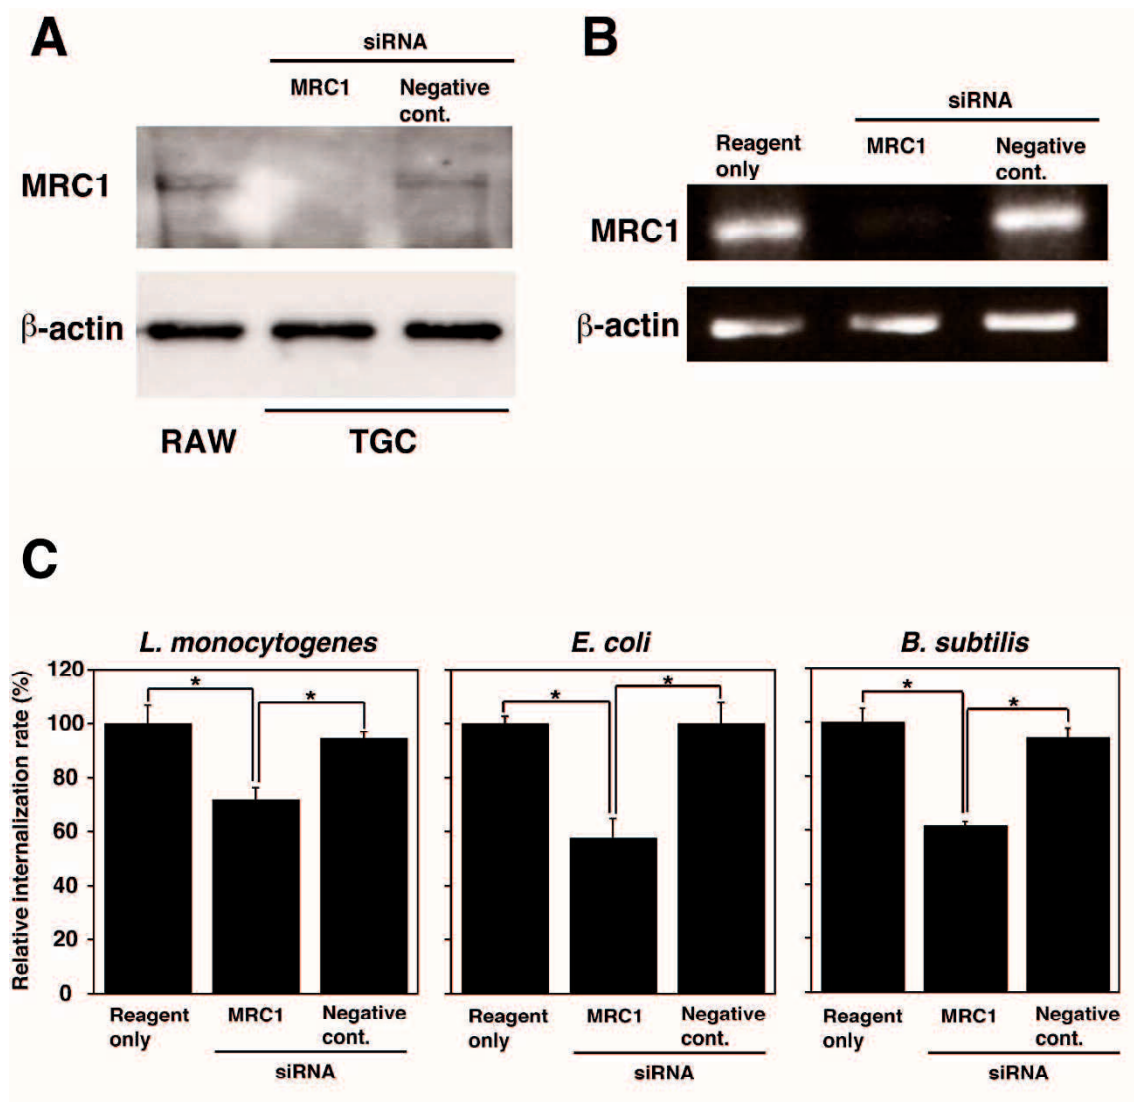 A
siRNA
MRC1
Negative
cont.
MRC1
β-actin
RAW
TGC
B
siRNA
Reagent
only
MRC1
Negative
cont.
MRC1
β-actin
C
L. monocytogenes
E. coli
B. subtilis
Relative internalization rate (%)
120
100
80
60
40
20
0
*
*
*
*
*
*
Reagent
only
MRC1
Negative
cont.
siRNA
Reagent
only
MRC1
Negative
cont.
siRNA
Reagent
only
MRC1
Negative
cont.
siRNA